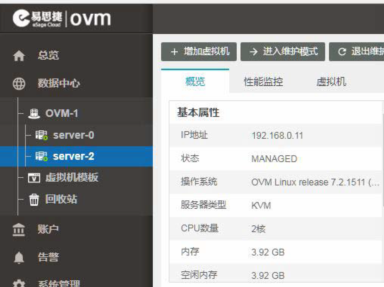 易思捷 ovm
eSage Cloud
+ 增加虚拟机 → 进入维护模式 退出维护
总览
数据中心
OVM-1
server-0
server-2
虚拟机模板
回收站
账户
告警
系统管理
概览 性能监控 虚拟机
基本属性
IP地址 192.168.0.11
状态 MANAGED
操作系统 OVM Linux release 7.2.1511 (...
服务器类型 KVM
CPU数量 2核
内存 3.92 GB
空闲内存 3.92 GB